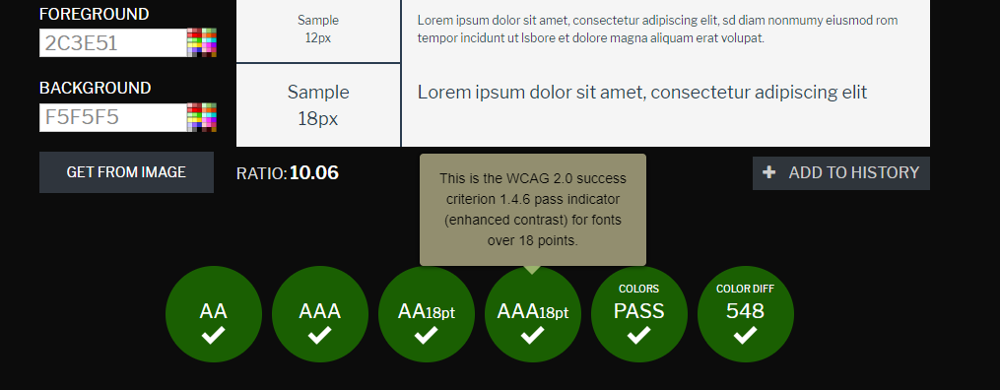 FOREGROUND
2C3E51
BACKGROUND
F5F5F5
GET FROM IMAGE
Sample
12px
Lorem ipsum dolor sit amet, consectetur adipiscing elit, sd diam nonmumy eiusmod rom
tempor incidunt ut lsbore et dolore magna aliquam erat volupat.
Sample
18px
Lorem ipsum dolor sit amet, consectetur adipiscing elit
RATIO: 10.06
ADD TO HISTORY
This is the WCAG 2.0 success
criterion 1.4.6 pass indicator
(enhanced contrast) for fonts
over 18 points.
AA
AAA
AA18pt
AAA18pt
COLORS
PASS
COLOR DIFF
548